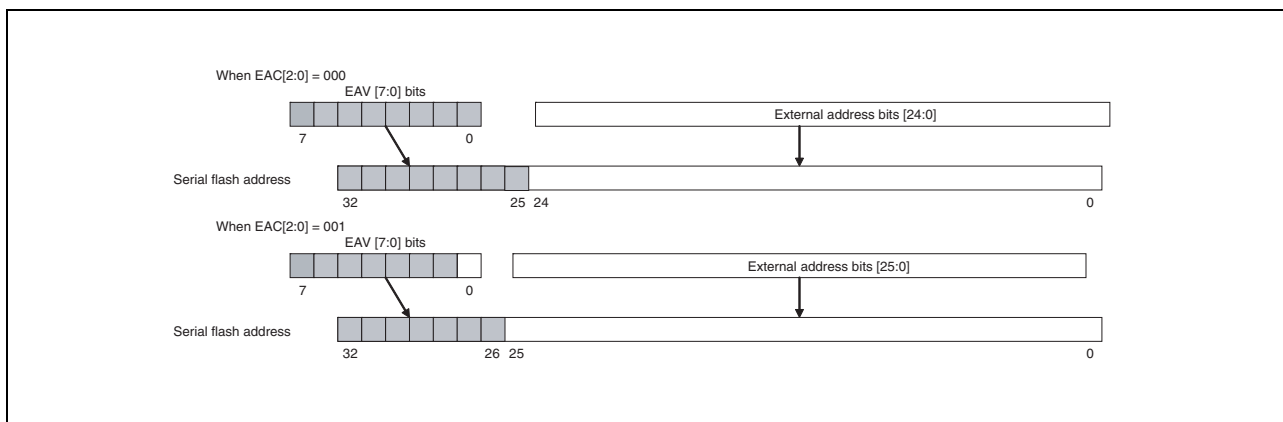 When EAC[2:0] = 000
EAV [7:0] bits
External address bits [24:0]
7 0
Serial flash address
32 25 24 0
When EAC[2:0] = 001
EAV [7:0] bits
External address bits [25:0]
7 0
Serial flash address
32 26 25 0